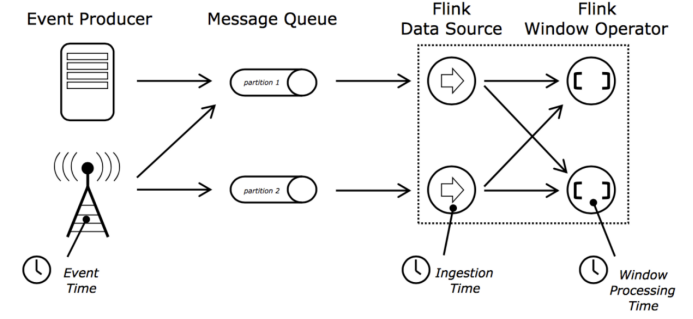 Event Producer
Message Queue
Flink
Data Source
Flink
Window Operator
partition 1
partition 2
Event
Time
Ingestion
Time
Window
Processing
Time